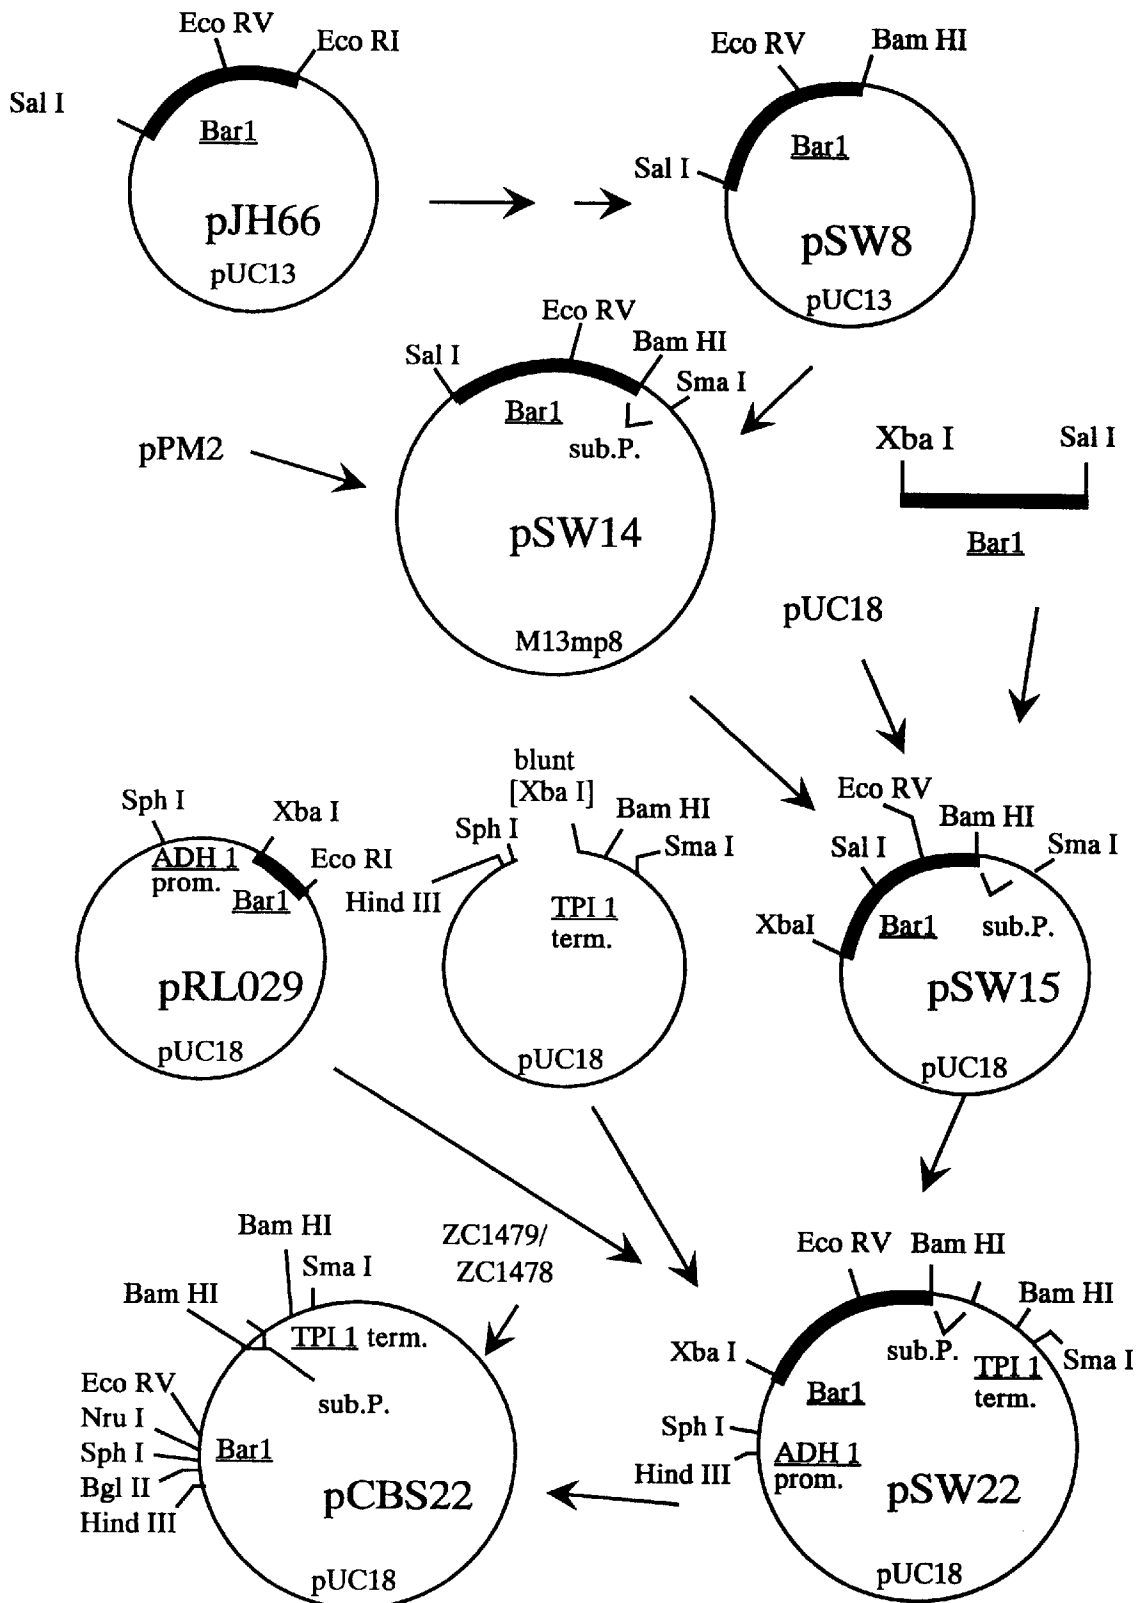 Eco RV
Eco RI
Sal I
Bar1
pJH66
pUC13
Eco RV
Bam HI
Sal I
Bar1
pSW8
pUC13
Eco RV
Sal I
Bam HI
Sma I
Bar1
sub.P.
pPM2
pSW14
M13mp8
Xba I
Sal I
Bar1
pUC18
Sph I
Xba I
ADH 1
prom.
Eco RI
Bar1
pRL029
pUC18
blunt
[Xba I]
Bam HI
Sph I
Sma I
Hind III
TPI 1
term.
pUC18
Eco RV
Bam HI
Sal I
Sma I
XbaI
Bar1
sub.P.
pSW15
pUC18
Bam HI
Sma I
Bam HI
TPI 1 term.
sub.P.
Eco RV
Nru I
Sph I
Bgl II
Hind III
Bar1
pCBS22
pUC18
ZC1479/
ZC1478
Eco RV
Bam HI
Bam HI
Sma I
Xba I
sub.P.
TPI 1
term.
Bar1
Sph I
Hind III
ADH 1
prom.
pSW22
pUC18